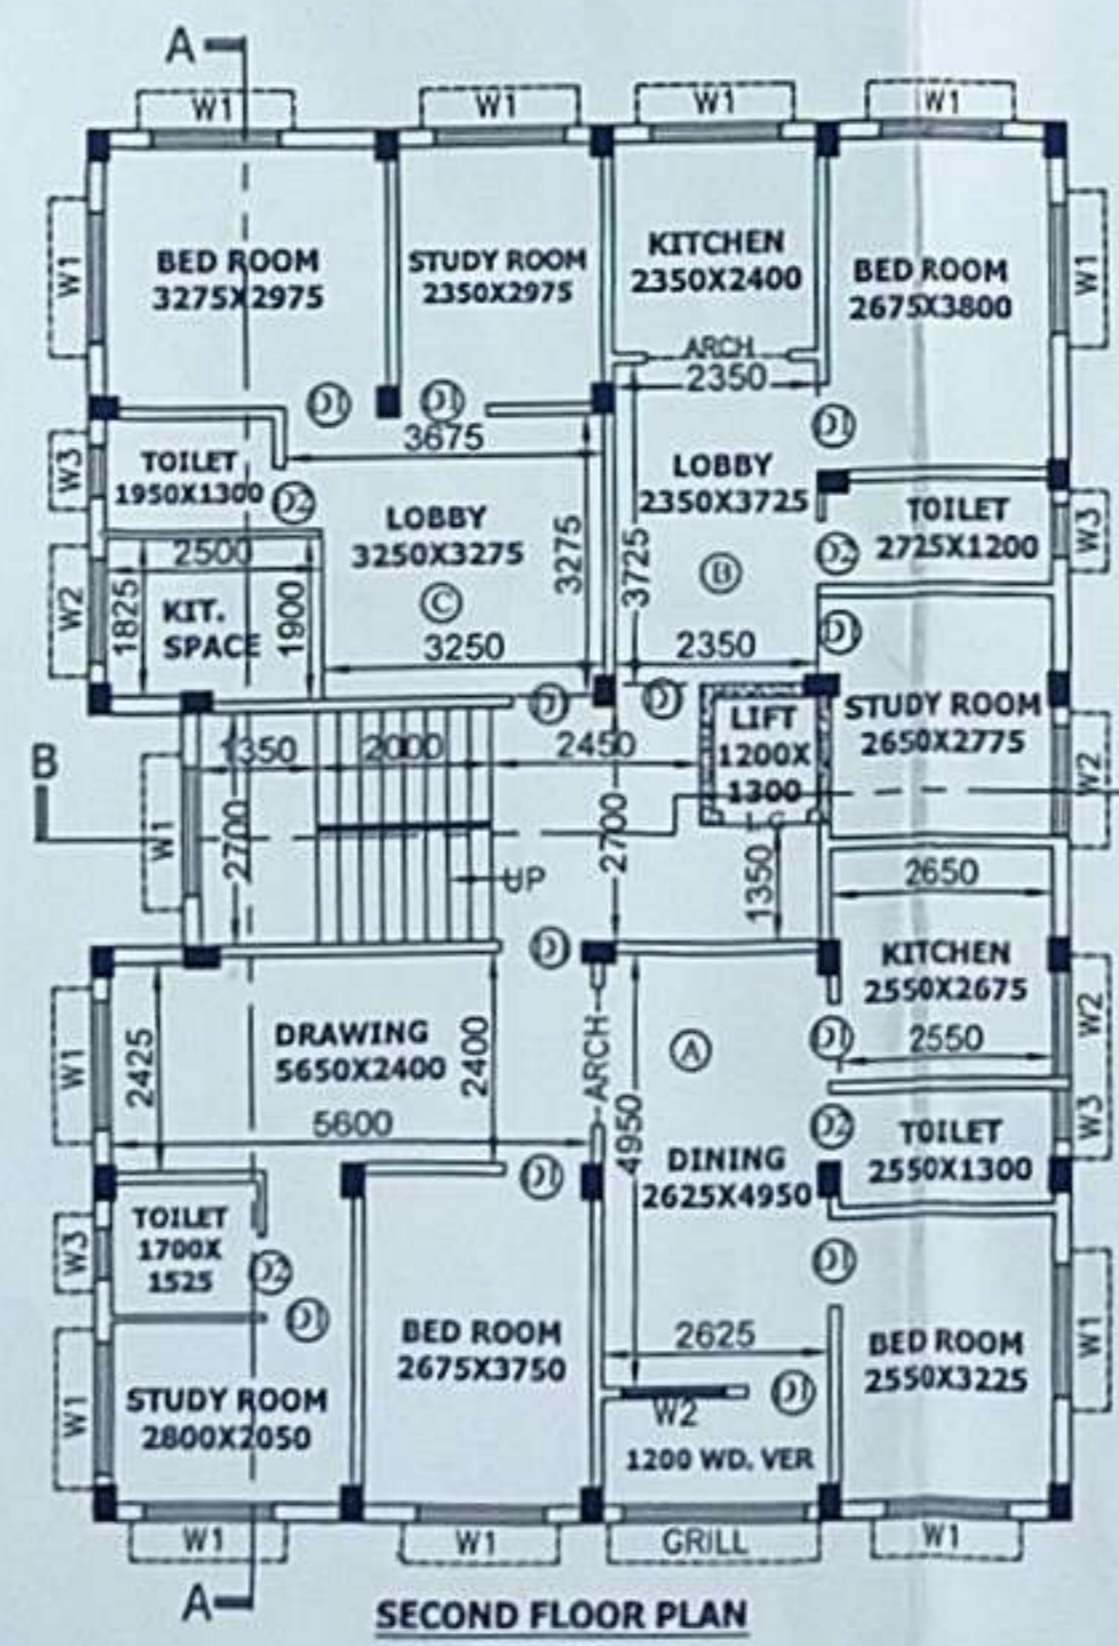 A
W1
W1
W1
W1
W1
BED ROOM
3275X2975
STUDY ROOM
2350X2975
KITCHEN
2350X2400
BED ROOM
2675X3800
W1
ARCH
2350
D1
D1
D1
3675
W3
TOILET
1950X1300
D2
LOBBY
3250X3275
3275
LOBBY
2350X3725
3725
TOILET
2725X1200
W3
B
D2
2500
W2
1825
KIT.
SPACE
1900
C
3250
2350
D1
D
D
LIFT
1200X
1300
STUDY ROOM
2650X2775
W2
B
1350
2000
2450
W1
2700
2700
UP
1350
2650
D
KITCHEN
2550X2675
W2
2425
DRAWING
5650X2400
2400
ARCH
A
D1
2550
W1
5600
4950
D2
TOILET
2550X1300
W3
DINING
2625X4950
D1
TOILET
1700X
1525
W3
D2
D1
D1
BED ROOM
2675X3750
2625
BED ROOM
2550X3225
W1
STUDY ROOM
2800X2050
W1
W2
D1
1200 WD. VER
W1
W1
GRILL
W1
A
SECOND FLOOR PLAN